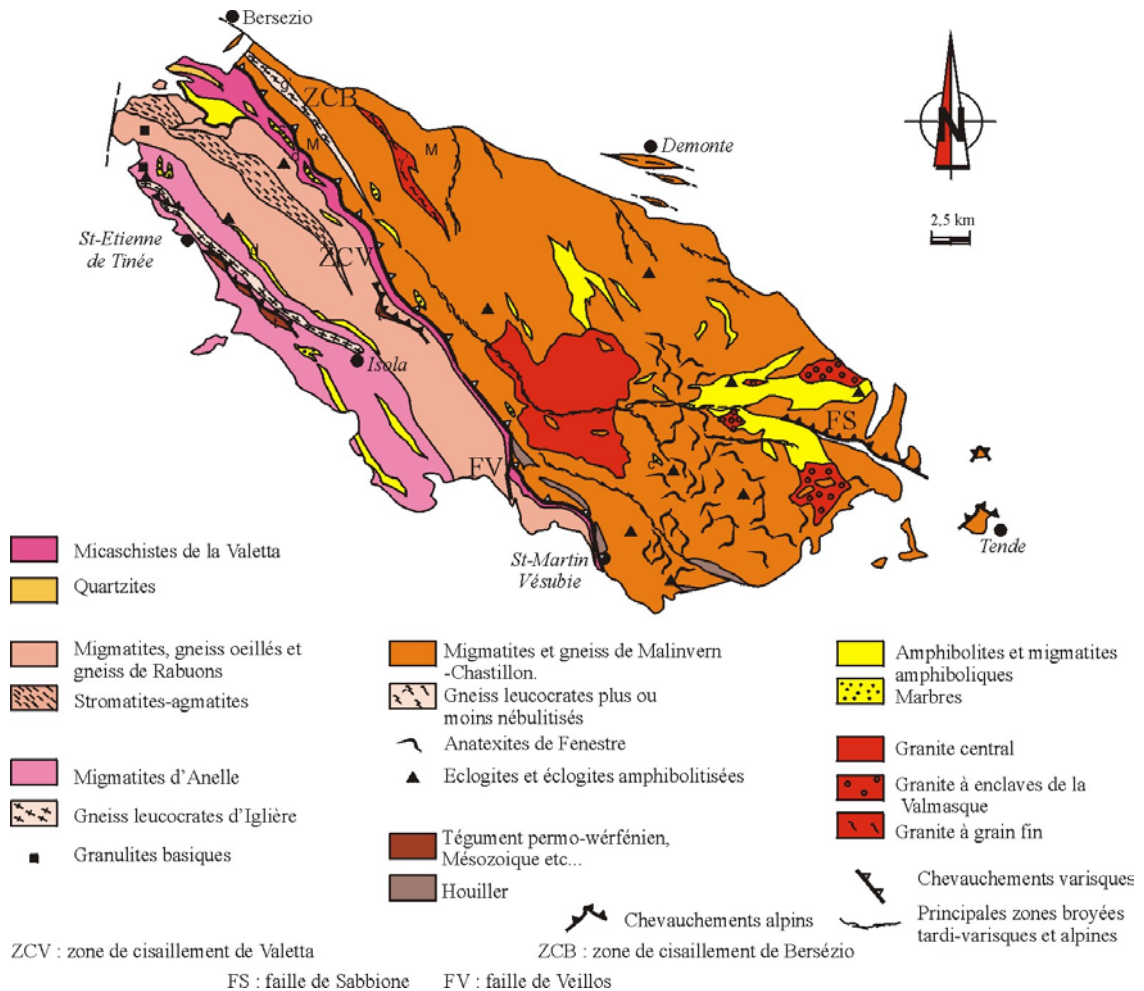 Bersezio
ZCB
M
M
Demonte
N
2,5 km
St-Etienne
de Tinée
ZCV
Isola
FS
FV
St-Martin
Vésubie
Tende
Micaschistes de la Valetta
Quartzites
Migmatites, gneiss oeillés et
gneiss de Rabuons
Stromatites-agmatites
Migmatites d'Anelle
Gneiss leucocrates d'Iglière
Granulites basiques
Migmatites et gneiss de Malinvern
-Chastillon.
Gneiss leucocrates plus ou
moins nébulitisés
Anatexites de Fenestre
Eclogites et éclogites amphibolitisées
Tégument permo-wérfénien,
Mésozoique etc...
Houiller
Amphibolites et migmatites
amphiboliques
Marbres
Granite central
Granite à enclaves de la
Valmasque
Granite à grain fin
Chevauchements varisques
Chevauchements alpins
Principales zones broyées
tardi-varisques et alpines
ZCV : zone de cisaillement de Valetta
ZCB : zone de cisaillement de Bersézio
FS : faille de Sabbione
FV : faille de Veillos